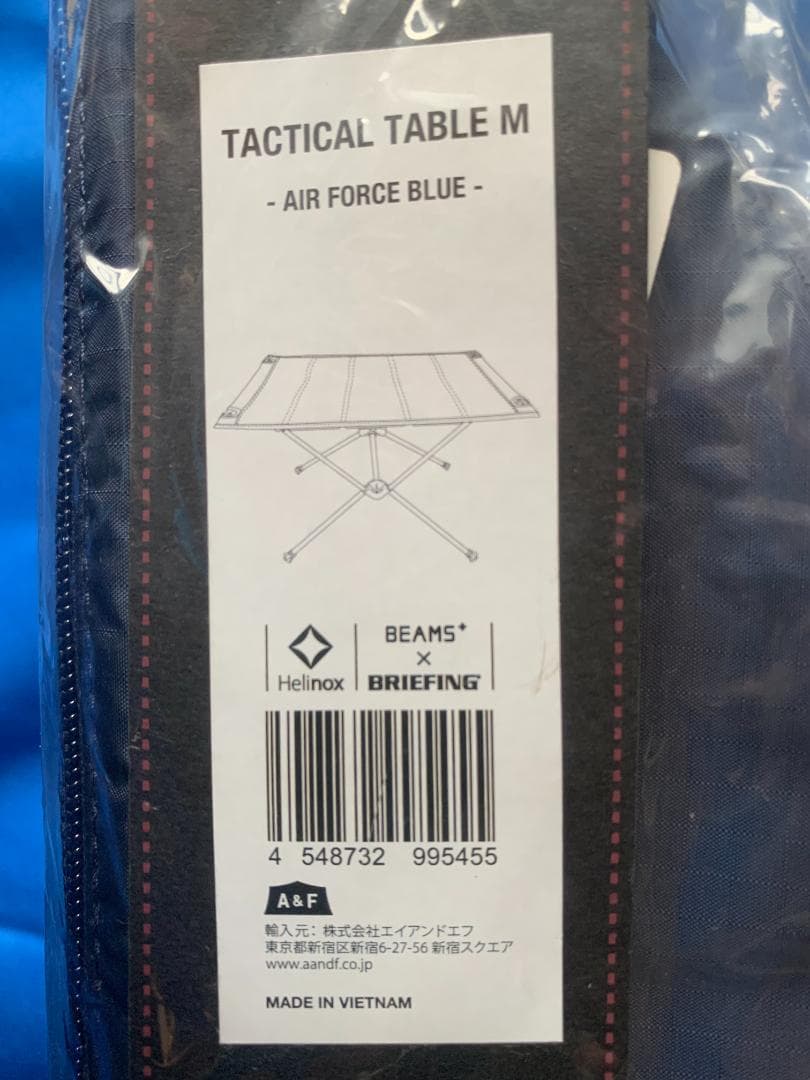 TACTICAL TABLE M
- AIR FORCE BLUE -
Helinox
BEAMS+
×
BRIEFING
4 548732 995455
A&F
輸入元：株式会社エイアンドエフ
東京都新宿区新宿6-27-56 新宿スクエア
www.aandf.co.jp
MADE IN VIETNAM